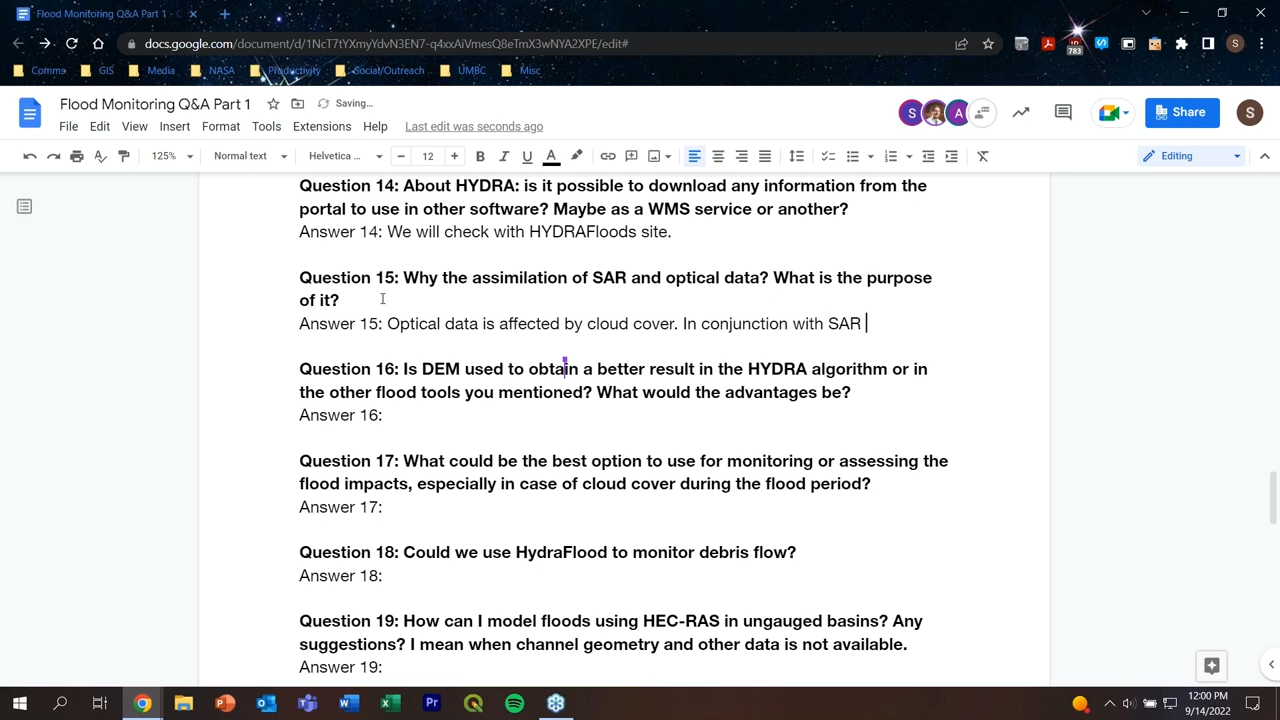 Flood Monitoring Q&A Part 1 - G
docs.google.com/document/d/1NcT7tYXmyYdvN3EN7-q4xxAiVmesQ8eTmX3wNYA2XPE/edit#
783
S
Comms GIS Media NASA Productivity Social/Outreach UMBC Misc
Flood Monitoring Q&A Part 1 Saving...
S A Share S
File Edit View Insert Format Tools Extensions Help Last edit was seconds ago
125% Normal text Helvetica ... 12 B I U A Editing
Question 14: About HYDRA: is it possible to download any information from the
portal to use in other software? Maybe as a WMS service or another?
Answer 14: We will check with HYDRAFloods site.
Question 15: Why the assimilation of SAR and optical data? What is the purpose
of it?
Answer 15: Optical data is affected by cloud cover. In conjunction with SAR
Question 16: Is DEM used to obtain a better result in the HYDRA algorithm or in
the other flood tools you mentioned? What would the advantages be?
Answer 16:
Question 17: What could be the best option to use for monitoring or assessing the
flood impacts, especially in case of cloud cover during the flood period?
Answer 17:
Question 18: Could we use HydraFlood to monitor debris flow?
Answer 18:
Question 19: How can I model floods using HEC-RAS in ungauged basins? Any
suggestions? I mean when channel geometry and other data is not available.
Answer 19:
12:00 PM
9/14/2022